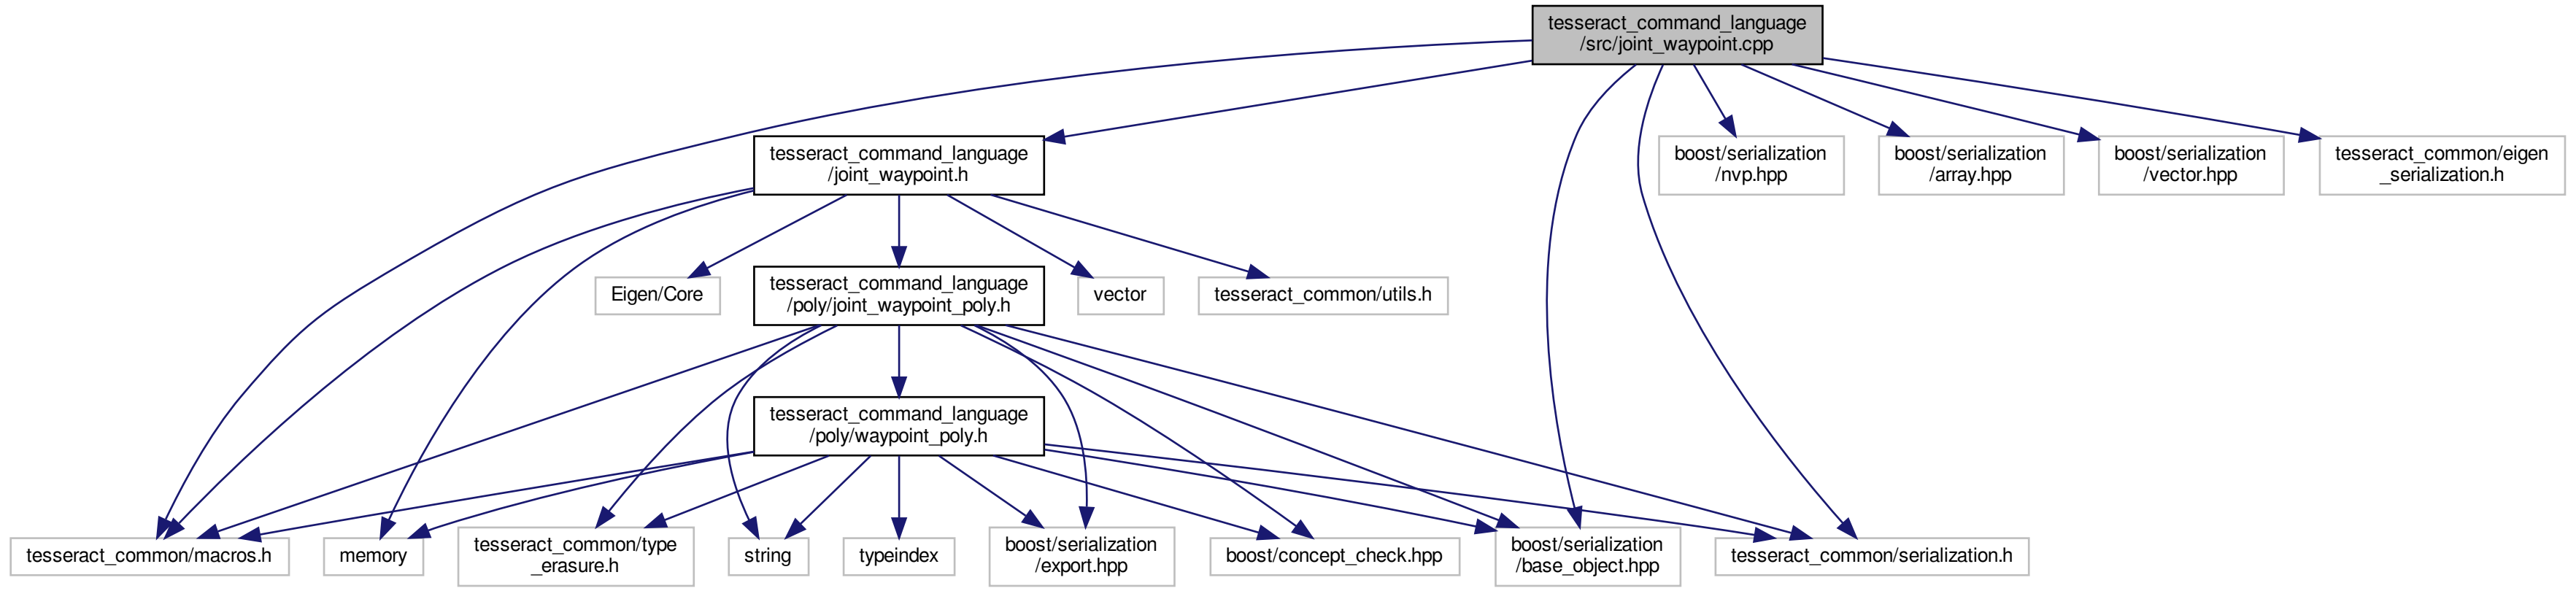 tesseract_command_language
/src/joint_waypoint.cpp
tesseract_command_language
/joint_waypoint.h
boost/serialization
/nvp.hpp
boost/serialization
/array.hpp
boost/serialization
/vector.hpp
tesseract_common/eigen
_serialization.h
Eigen/Core
tesseract_command_language
/poly/joint_waypoint_poly.h
vector
tesseract_common/utils.h
tesseract_command_language
/poly/waypoint_poly.h
tesseract_common/macros.h
memory
tesseract_common/type
_erasure.h
string
typeindex
boost/serialization
/export.hpp
boost/concept_check.hpp
boost/serialization
/base_object.hpp
tesseract_common/serialization.h